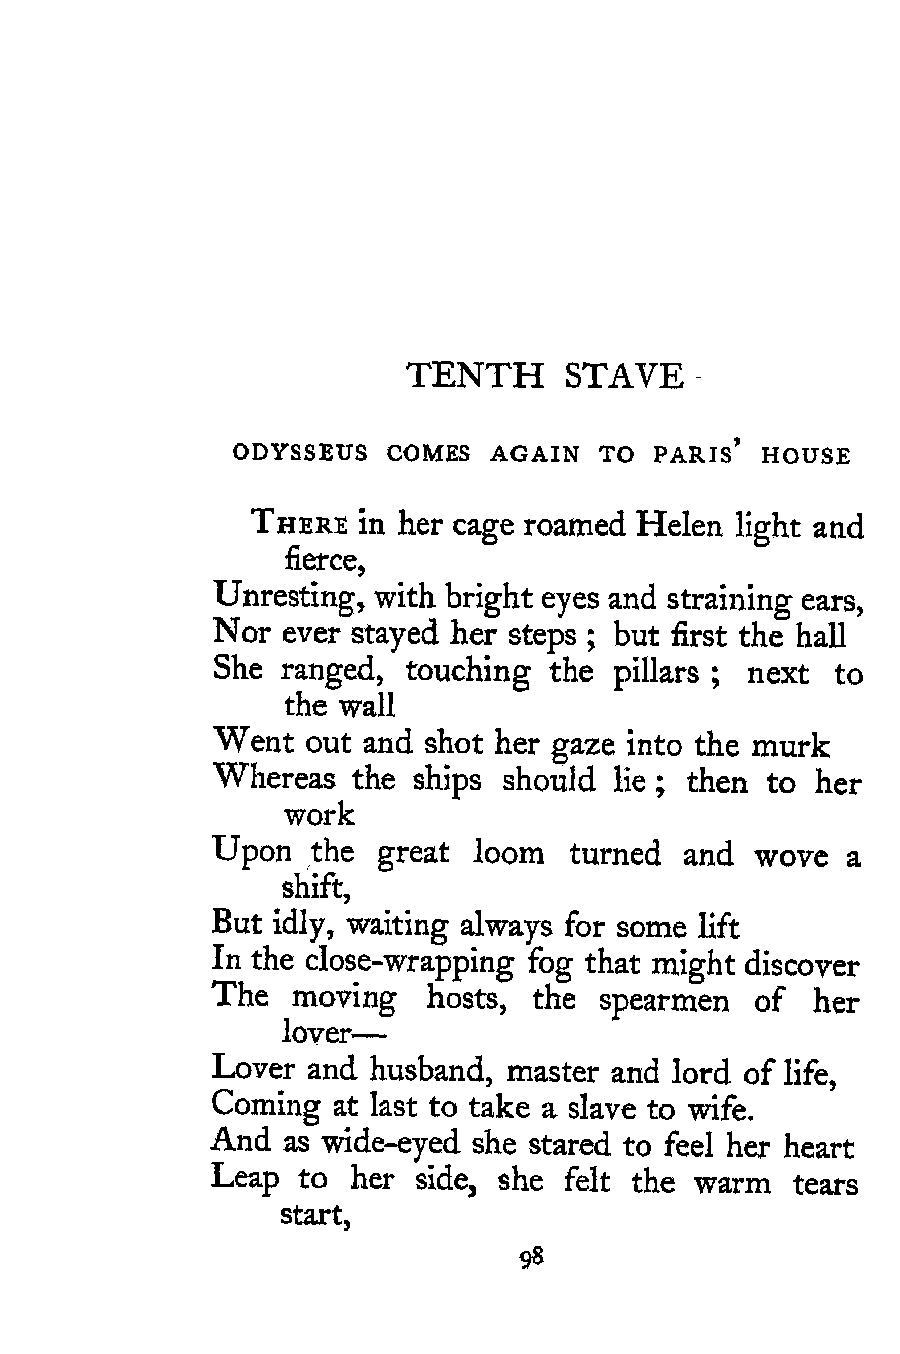 TENTH STAVE
ODYSSEUS COMES AGAIN TO PARIS' HOUSE
THERE in her cage roamed Helen light and
fierce,
Unresting, with bright eyes and straining ears,
Nor ever stayed her steps ; but first the hall
She ranged, touching the pillars ; next to
the wall
Went out and shot her gaze into the murk
Whereas the ships should lie ; then to her
work
Upon the great loom turned and wove a
shift,
But idly, waiting always for some lift
In the close-wrapping fog that might discover
The moving hosts, the spearmen of her
lover—
Lover and husband, master and lord of life,
Coming at last to take a slave to wife.
And as wide-eyed she stared to feel her heart
Leap to her side, she felt the warm tears
start,
98